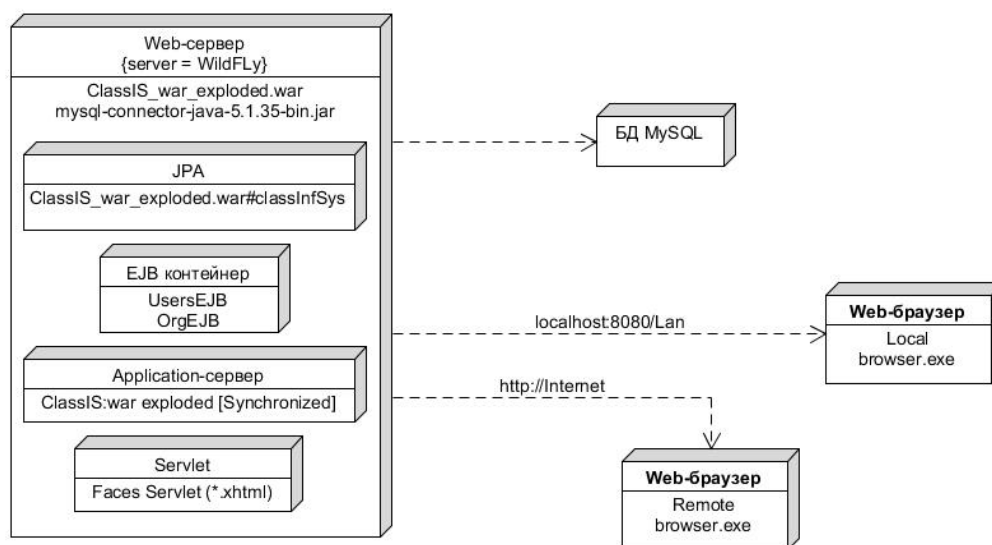 Web-сервер
{server = WildFLy}
ClassIS_war_exploded.war
mysql-connector-java-5.1.35-bin.jar
JPA
ClassIS_war_exploded.war#classInfSys
EJB контейнер
UsersEJB
OrgEJB
Application-сервер
ClassIS:war exploded [Synchronized]
Servlet
Faces Servlet (*.xhtml)
БД MySQL
localhost:8080/Lan
Web-браузер
Local
browser.exe
http://Internet
Web-браузер
Remote
browser.exe